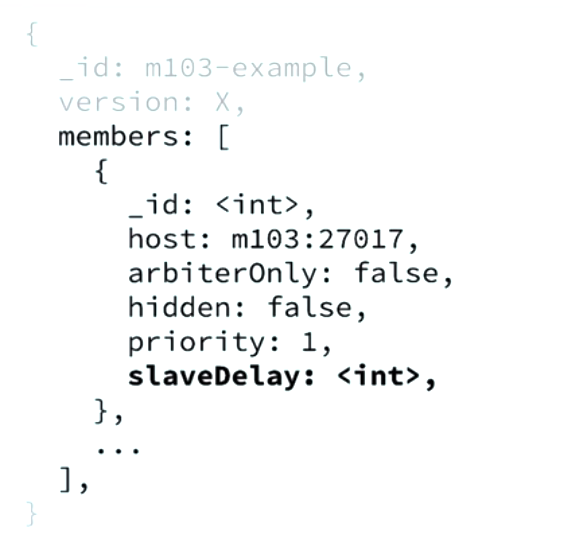 {
_id: m103-example,
version: X,
members: [
{
_id: <int>,
host: m103:27017,
arbiterOnly: false,
hidden: false,
priority: 1,
slaveDelay: <int>,
},
...
],
}